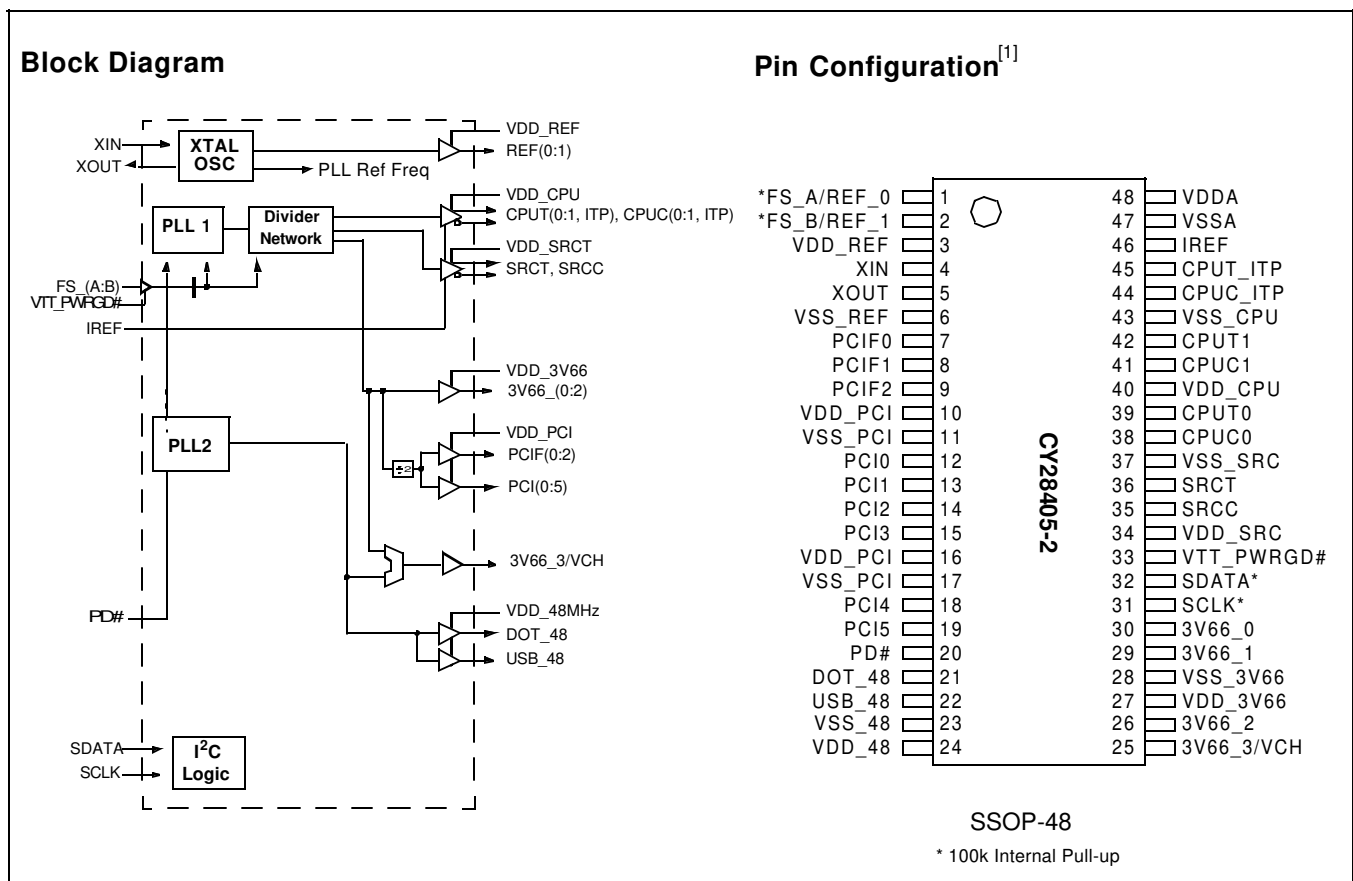 Block Diagram
XIN
XOUT
XTAL
OSC
VDD_REF
REF(0:1)
PLL Ref Freq
PLL 1
Divider
Network
VDD_CPU
CPUT(0:1, ITP), CPUC(0:1, ITP)
VDD_SRCT
SRCT, SRCC
FS_(A:B)
VTT_PWRGD#
IREF
VDD_3V66
3V66_(0:2)
PLL2
VDD_PCI
PCIF(0:2)
÷2
PCI(0:5)
3V66_3/VCH
PD#
VDD_48MHz
DOT_48
USB_48
SDATA
SCLK
I2C
Logic
Pin Configuration[1]
*FS_A/REF_0 1 48 VDDA
*FS_B/REF_1 2 47 VSSA
VDD_REF 3 46 IREF
XIN 4 45 CPUT_ITP
XOUT 5 44 CPUC_ITP
VSS_REF 6 43 VSS_CPU
PCIF0 7 42 CPUT1
PCIF1 8 41 CPUC1
PCIF2 9 40 VDD_CPU
VDD_PCI 10 39 CPUT0
VSS_PCI 11 38 CPUC0
PCI0 12 37 VSS_SRC
PCI1 13 36 SRCT
PCI2 14 35 SRCC
PCI3 15 34 VDD_SRC
VDD_PCI 16 33 VTT_PWRGD#
VSS_PCI 17 32 SDATA*
PCI4 18 31 SCLK*
PCI5 19 30 3V66_0
PD# 20 29 3V66_1
DOT_48 21 28 VSS_3V66
USB_48 22 27 VDD_3V66
VSS_48 23 26 3V66_2
VDD_48 24 25 3V66_3/VCH
CY28405-2
SSOP-48
* 100k Internal Pull-up